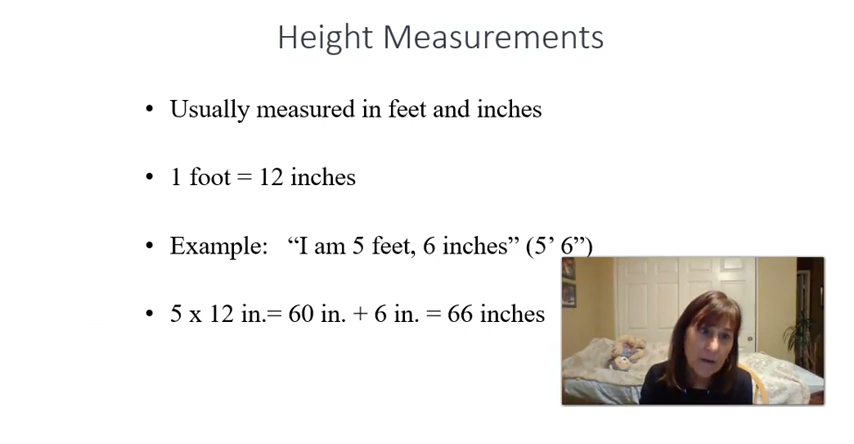 Height Measurements
• Usually measured in feet and inches
• 1 foot = 12 inches
• Example: “I am 5 feet, 6 inches” (5’ 6”)
• 5 x 12 in.= 60 in. + 6 in. = 66 inches